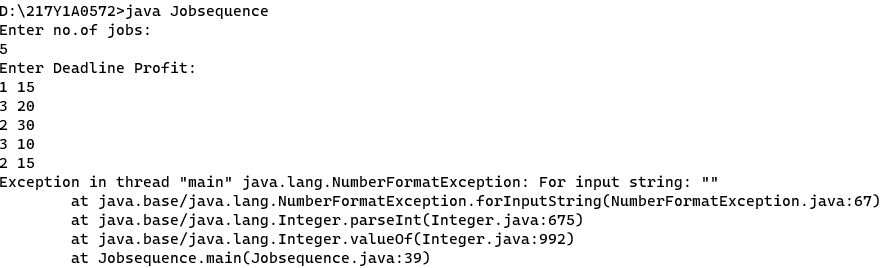 D:\217Y1A0572>java Jobsequence
Enter no.of jobs:
5
Enter Deadline Profit:
1 15
3 20
2 30
3 10
2 15
Exception in thread "main" java.lang.NumberFormatException: For input string: ""
        at java.base/java.lang.NumberFormatException.forInputString(NumberFormatException.java:67)
        at java.base/java.lang.Integer.parseInt(Integer.java:675)
        at java.base/java.lang.Integer.valueOf(Integer.java:992)
        at Jobsequence.main(Jobsequence.java:39)